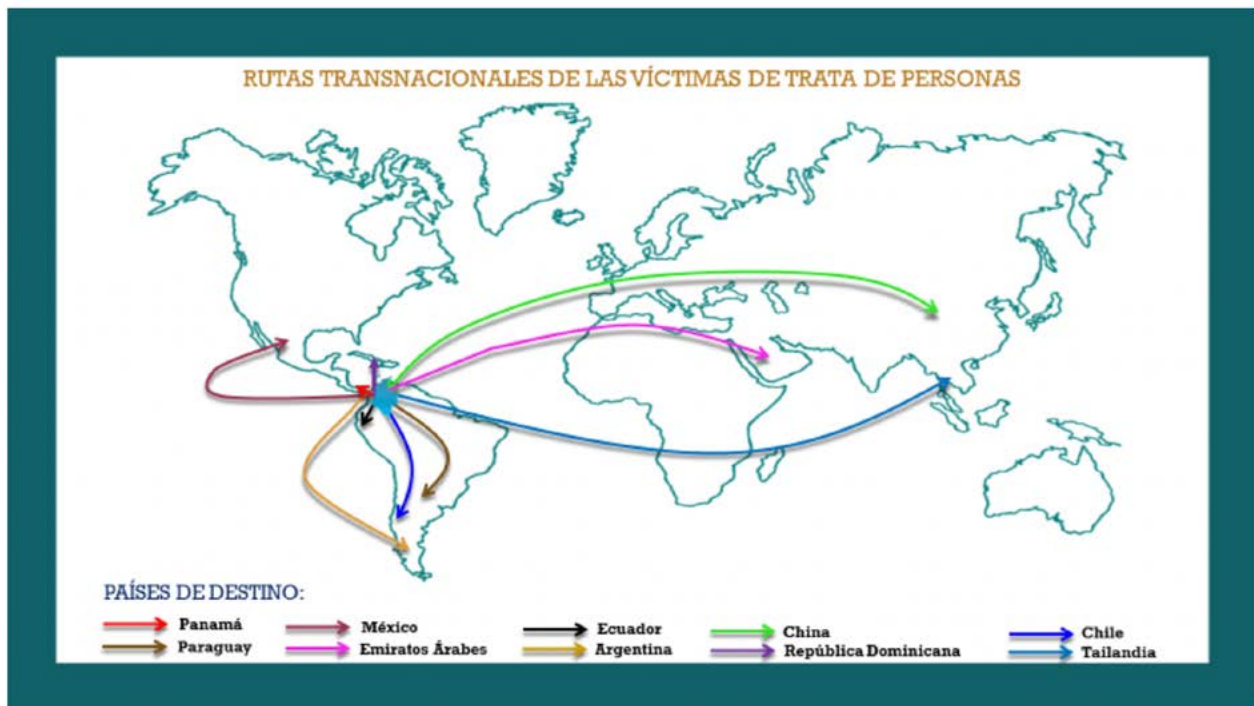 RUTAS TRANSNACIONALES DE LAS VÍCTIMAS DE TRATA DE PERSONAS
PAÍSES DE DESTINO:
Panamá México Ecuador China Chile
Paraguay Emiratos Árabes Argentina República Dominicana Tailandia